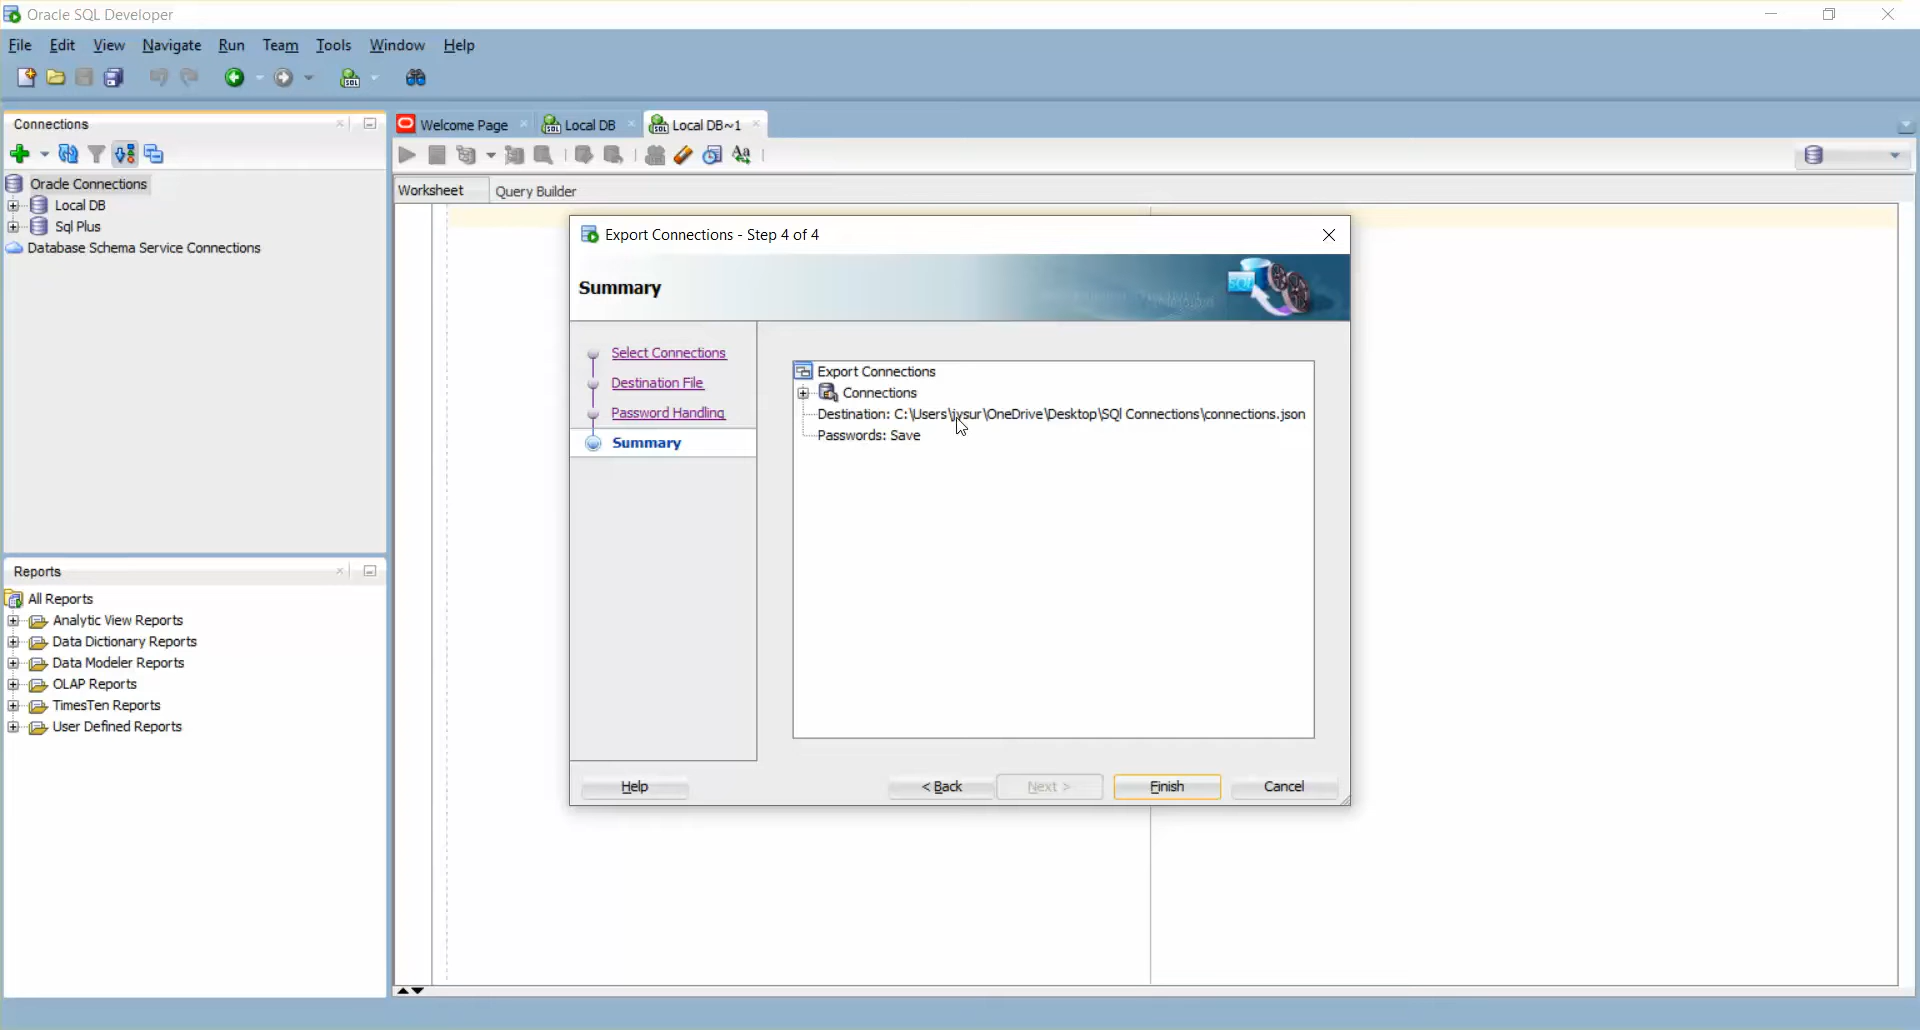 Oracle SQL Developer
File Edit View Navigate Run Team Tools Window Help
Connections
Oracle Connections
Local DB
Sql Plus
Database Schema Service Connections
Reports
All Reports
Analytic View Reports
Data Dictionary Reports
Data Modeler Reports
OLAP Reports
TimesTen Reports
User Defined Reports
Welcome Page Local DB Local DB~1
Worksheet Query Builder
Export Connections - Step 4 of 4
Summary
Select Connections
Destination File
Password Handling
Summary
Export Connections
Connections
Destination: C:\Users\jvsur\OneDrive\Desktop\SQl Connections\connections.json
Passwords: Save
Help < Back Next > Finish Cancel